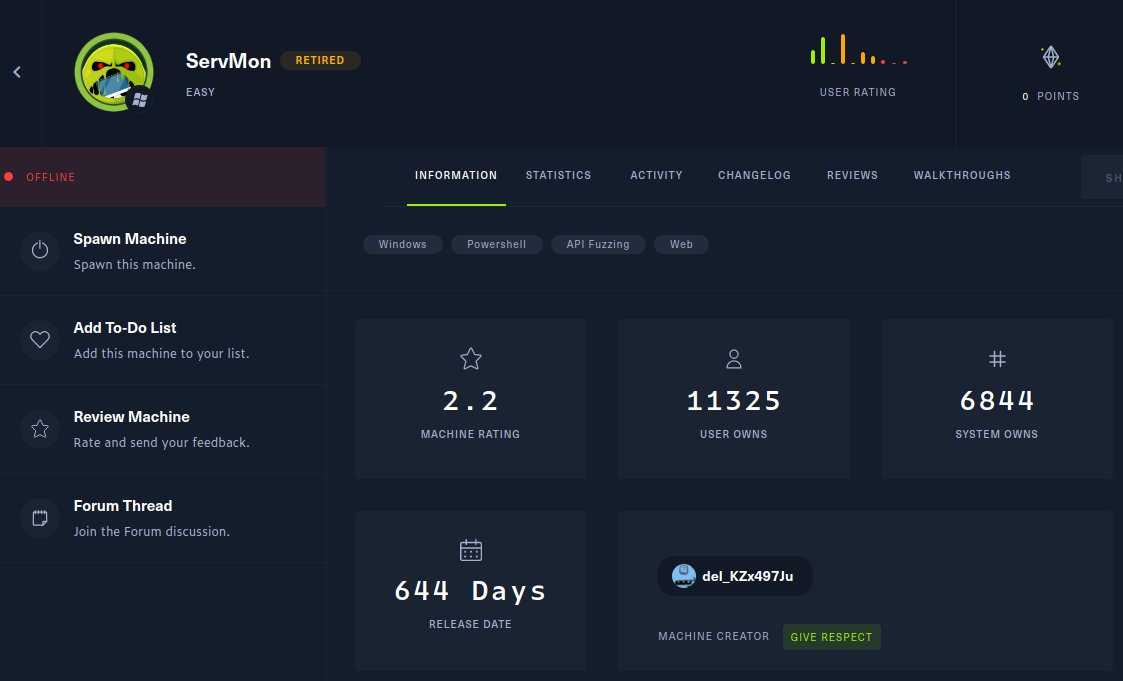 ServMon RETIRED
EASY
USER RATING
0 POINTS
OFFLINE
INFORMATION STATISTICS ACTIVITY CHANGELOG REVIEWS WALKTHROUGHS SH
Windows Powershell API Fuzzing Web
Spawn Machine
Spawn this machine.
Add To-Do List
Add this machine to your list.
Review Machine
Rate and send your feedback.
Forum Thread
Join the Forum discussion.
2.2
MACHINE RATING
11325
USER OWNS
6844
SYSTEM OWNS
644 Days
RELEASE DATE
del_KZx497Ju
MACHINE CREATOR GIVE RESPECT